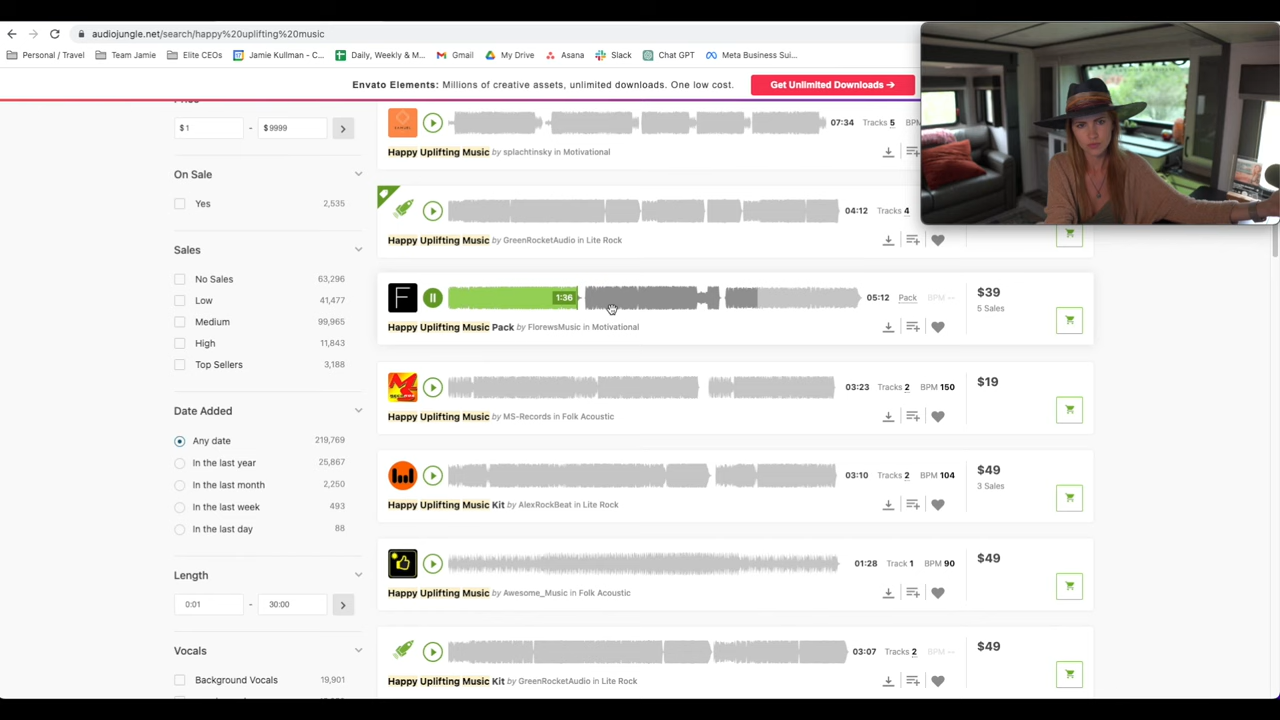 audiojungle.net/search/happy%20uplifting%20music
Personal / Travel Team Jamie Elite CEOs Jamie Kullman - C... Daily, Weekly & M... Gmail My Drive Asana Slack Chat GPT Meta Business Sui...
Envato Elements: Millions of creative assets, unlimited downloads. One low cost. Get Unlimited Downloads →
$ 1 - $ 9999
On Sale
Yes 2,535
Sales
No Sales 63,296
Low 41,477
Medium 99,965
High 11,843
Top Sellers 3,188
Date Added
Any date 219,769
In the last year 25,867
In the last month 2,250
In the last week 493
In the last day 88
Length
0:01 - 30:00
Vocals
Background Vocals 19,901
07:34 Tracks 5 BPM
Happy Uplifting Music by splachtinsky in Motivational
04:12 Tracks 4
Happy Uplifting Music by GreenRocketAudio in Lite Rock
F 1:36 05:12 Pack BPM -- $39
5 Sales
Happy Uplifting Music Pack by FlorewsMusic in Motivational
03:23 Tracks 2 BPM 150 $19
Happy Uplifting Music by MS-Records in Folk Acoustic
03:10 Tracks 2 BPM 104 $49
3 Sales
Happy Uplifting Music Kit by AlexRockBeat in Lite Rock
01:28 Track 1 BPM 90 $49
Happy Uplifting Music by Awesome_Music in Folk Acoustic
03:07 Tracks 2 BPM -- $49
Happy Uplifting Music Kit by GreenRocketAudio in Lite Rock